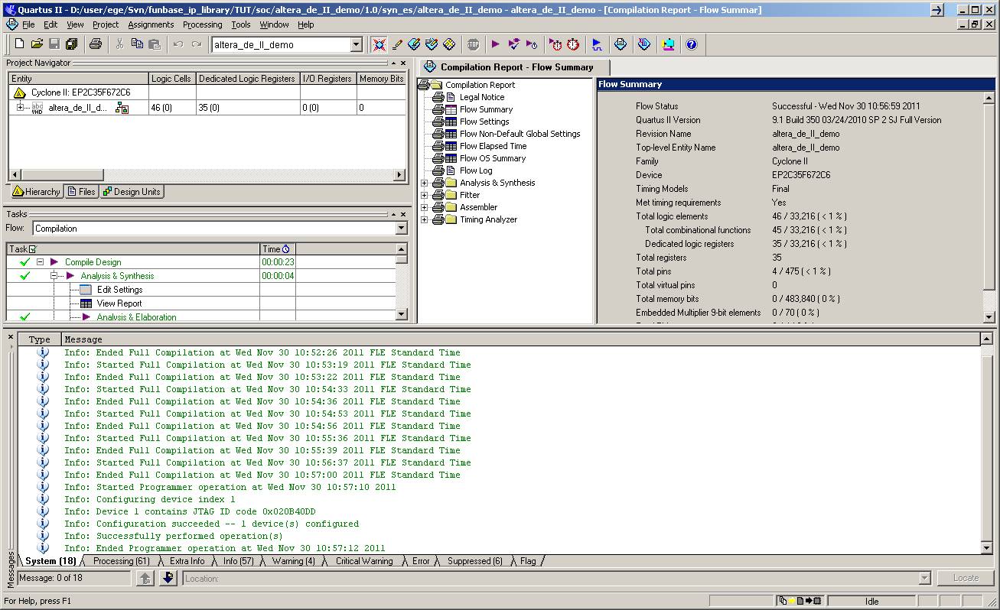 Quartus II - D:/user/ege/Svn/funbase_ip_library/TUT/soc/altera_de_II_demo/1.0/syn_es/altera_de_II_demo - altera_de_II_demo - [Compilation Report - Flow Summar]
File Edit View Project Assignments Processing Tools Window Help
altera_de_II_demo
STOP
Project Navigator
Entity Logic Cells Dedicated Logic Registers I/O Registers Memory Bits
Cyclone II: EP2C35F672C6
abc VHD altera_de_II_d... 46 (0) 35 (0) 0 (0) 0
Hierarchy Files Design Units
Tasks
Flow: Compilation
Task Time
Compile Design 00:00:23
Analysis & Synthesis 00:00:04
Edit Settings
View Report
Analysis & Elaboration
Compilation Report - Flow Summary
Compilation Report
Legal Notice
Flow Summary
Flow Settings
Flow Non-Default Global Settings
Flow Elapsed Time
Flow OS Summary
Flow Log
Analysis & Synthesis
Fitter
Assembler
Timing Analyzer
Flow Summary
Flow Status Successful - Wed Nov 30 10:56:59 2011
Quartus II Version 9.1 Build 350 03/24/2010 SP 2 SJ Full Version
Revision Name altera_de_II_demo
Top-level Entity Name altera_de_II_demo
Family Cyclone II
Device EP2C35F672C6
Timing Models Final
Met timing requirements Yes
Total logic elements 46 / 33,216 ( < 1 % )
Total combinational functions 45 / 33,216 ( < 1 % )
Dedicated logic registers 35 / 33,216 ( < 1 % )
Total registers 35
Total pins 4 / 475 ( < 1 % )
Total virtual pins 0
Total memory bits 0 / 483,840 ( 0 % )
Embedded Multiplier 9-bit elements 0 / 70 ( 0 % )
Type Message
Info: Ended Full Compilation at Wed Nov 30 10:52:26 2011 FLE Standard Time
Info: Started Full Compilation at Wed Nov 30 10:53:19 2011 FLE Standard Time
Info: Ended Full Compilation at Wed Nov 30 10:53:22 2011 FLE Standard Time
Info: Started Full Compilation at Wed Nov 30 10:54:33 2011 FLE Standard Time
Info: Ended Full Compilation at Wed Nov 30 10:54:36 2011 FLE Standard Time
Info: Started Full Compilation at Wed Nov 30 10:54:53 2011 FLE Standard Time
Info: Ended Full Compilation at Wed Nov 30 10:54:56 2011 FLE Standard Time
Info: Started Full Compilation at Wed Nov 30 10:55:36 2011 FLE Standard Time
Info: Ended Full Compilation at Wed Nov 30 10:55:39 2011 FLE Standard Time
Info: Started Full Compilation at Wed Nov 30 10:56:37 2011 FLE Standard Time
Info: Ended Full Compilation at Wed Nov 30 10:57:00 2011 FLE Standard Time
Info: Started Programmer operation at Wed Nov 30 10:57:10 2011
Info: Configuring device index 1
Info: Device 1 contains JTAG ID code 0x020B40DD
Info: Configuration succeeded -- 1 device(s) configured
Info: Successfully performed operation(s)
Info: Ended Programmer operation at Wed Nov 30 10:57:12 2011
System (18) Processing (61) Extra Info Info (57) Warning (4) Critical Warning Error Suppressed (6) Flag
Messages
Message: 0 of 18 Location: Locate
For Help, press F1 Idle